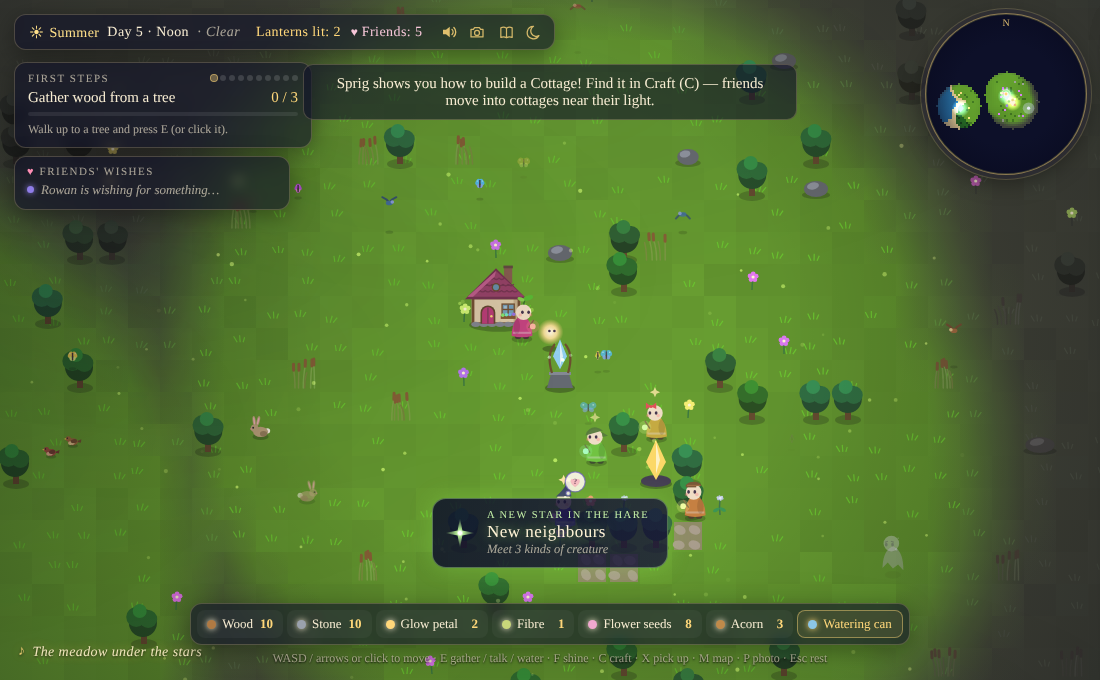 Summer Day 5 · Noon · Clear Lanterns lit: 2 ♥ Friends: 5
N
FIRST STEPS
Gather wood from a tree 0 / 3
Walk up to a tree and press E (or click it).
Sprig shows you how to build a Cottage! Find it in Craft (C) — friends
move into cottages near their light.
♥ FRIENDS' WISHES
Rowan is wishing for something…
A NEW STAR IN THE HARE
New neighbours
Meet 3 kinds of creature
Wood 10 Stone 10 Glow petal 2 Fibre 1 Flower seeds 8 Acorn 3 Watering can
♪ The meadow under the stars
WASD / arrows or click to move · E gather / talk / water · F shine · C craft · X pick up · M map · P photo · Esc rest